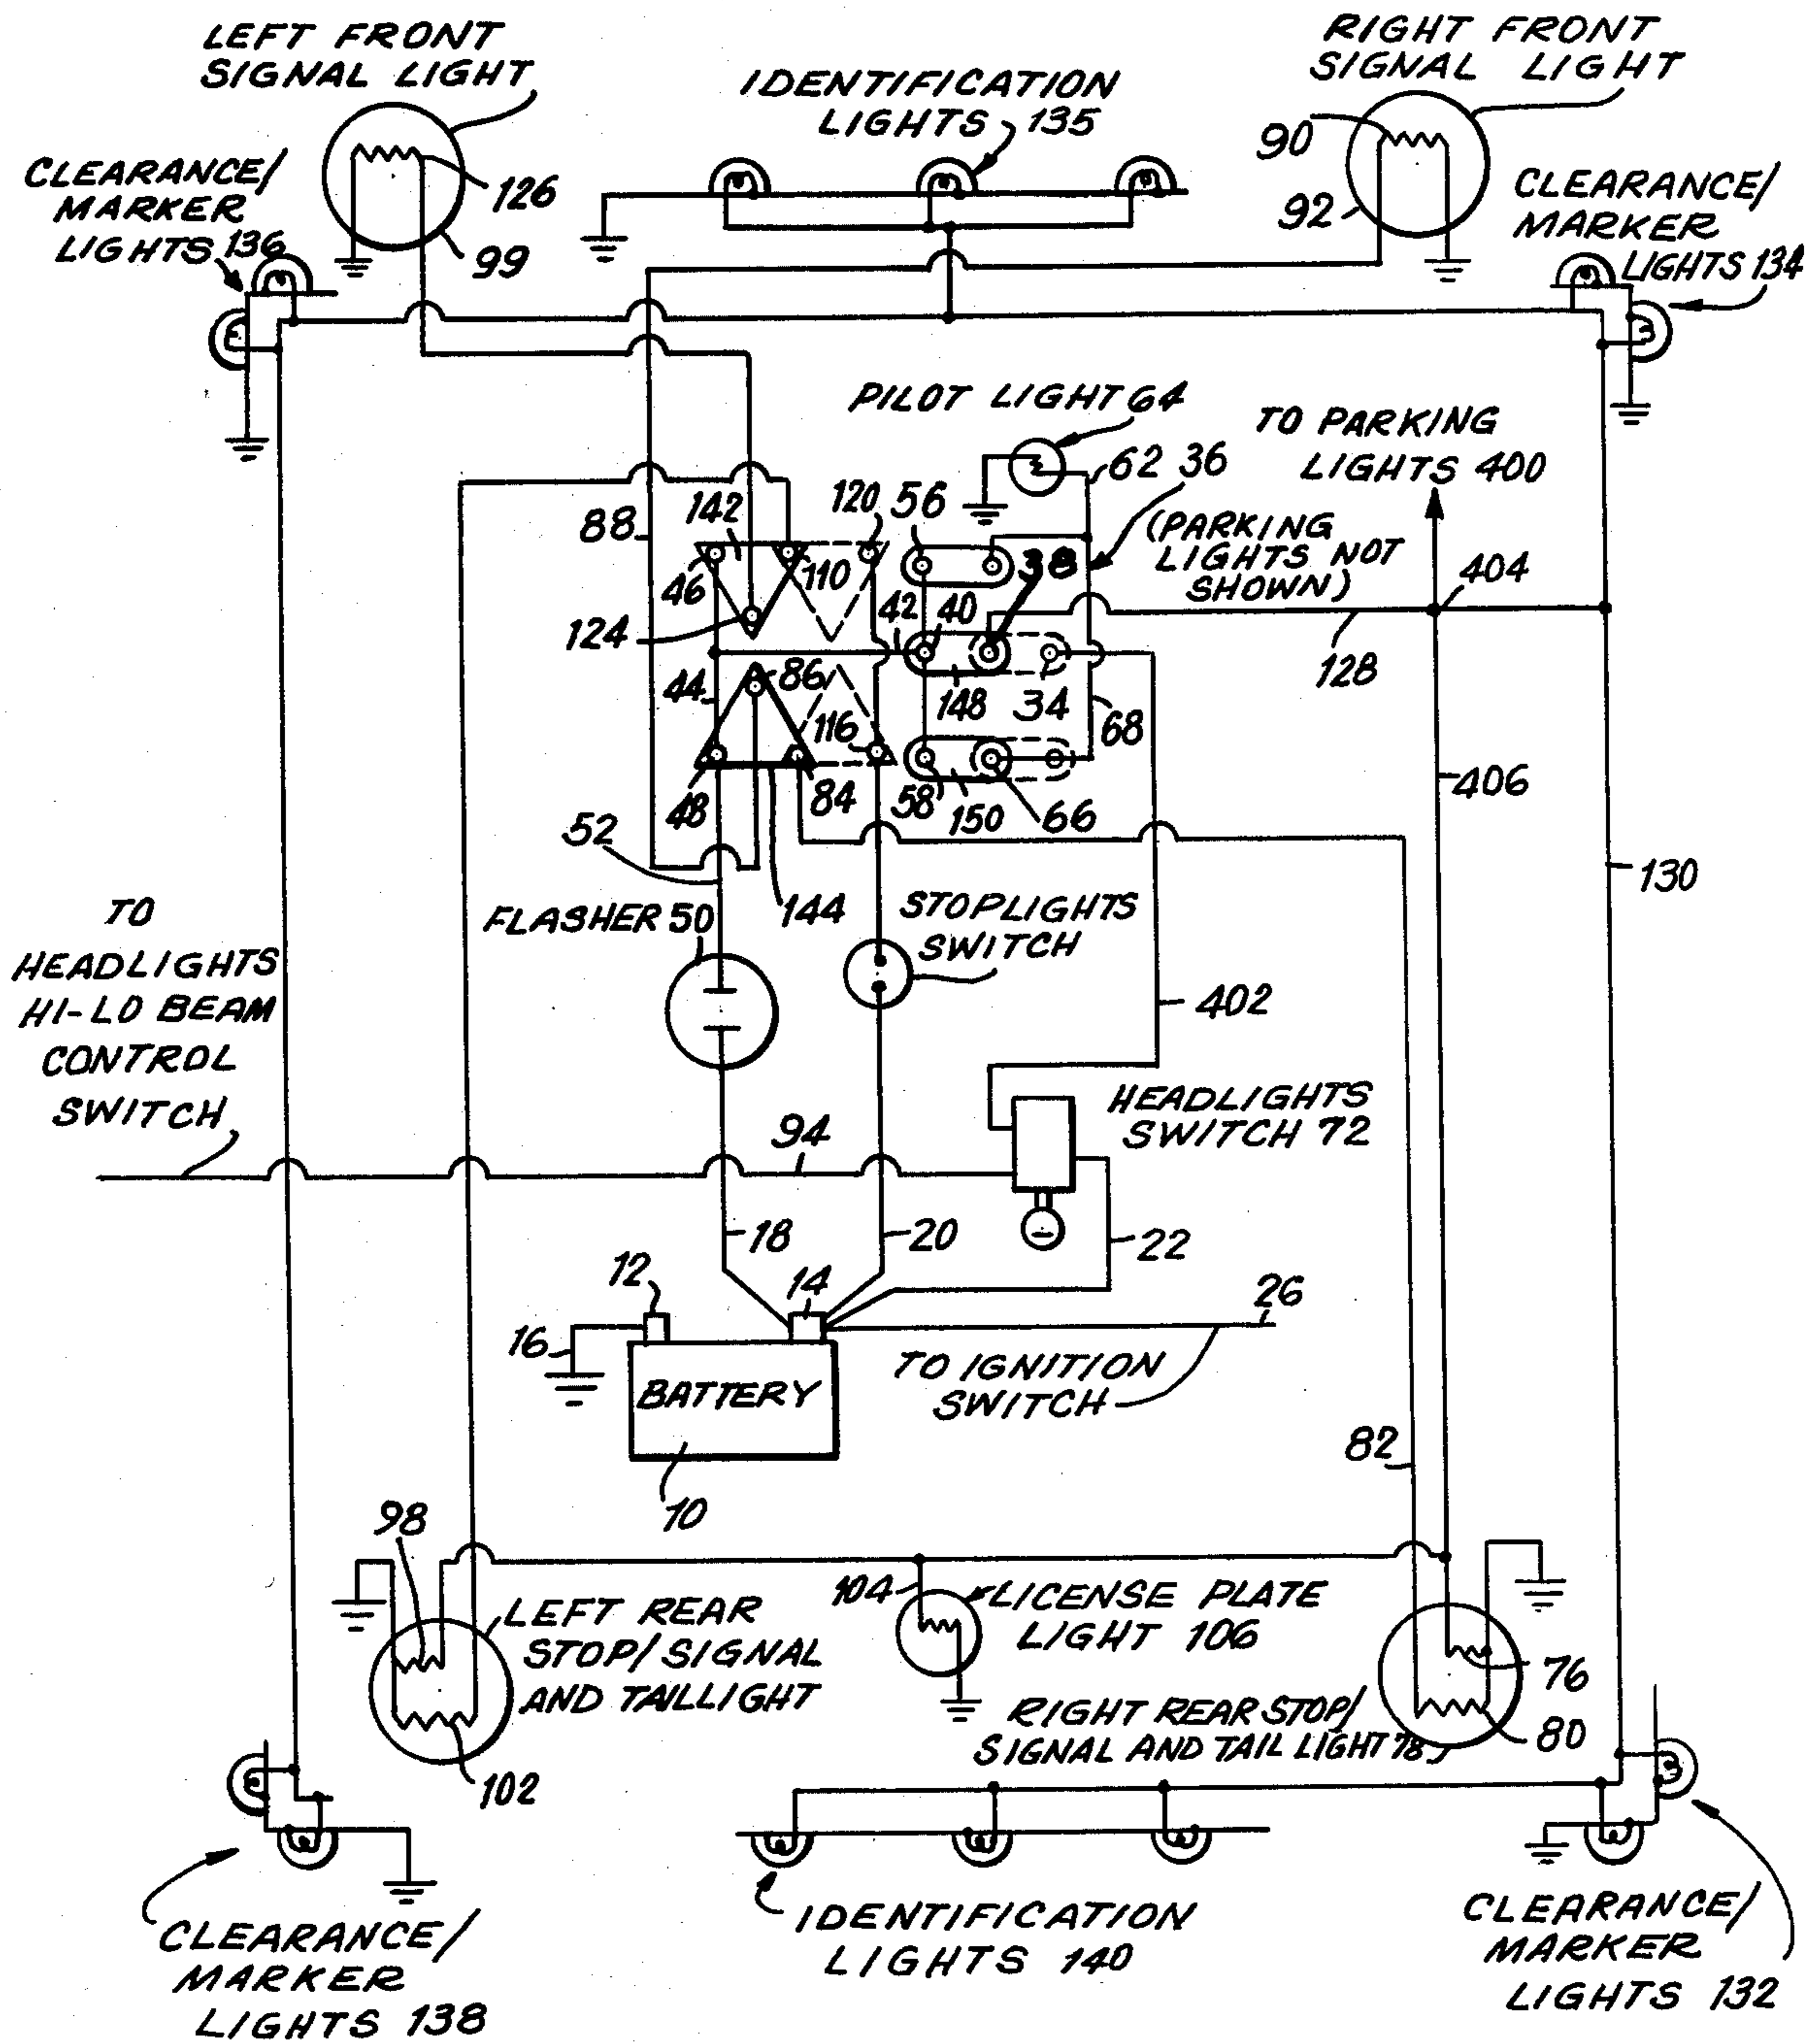 LEFT FRONT
SIGNAL LIGHT
RIGHT FRONT
SIGNAL LIGHT
IDENTIFICATION
LIGHTS 135
CLEARANCE/
MARKER
LIGHTS 136
126
99
90
92
CLEARANCE/
MARKER
LIGHTS 134
PILOT LIGHT 64
TO PARKING
LIGHTS 400
62 36
(PARKING
LIGHTS NOT
SHOWN)
88
142
120
56
38
46
110
42
40
404
124
128
44
86
148
34
68
116
48
84
58
150
66
406
52
144
130
FLASHER 50
STOPLIGHTS
SWITCH
TO
HEADLIGHTS
HI-LO BEAM
CONTROL
SWITCH
402
HEADLIGHTS
SWITCH 72
94
18
20
22
12
14
26
16
BATTERY
TO IGNITION
SWITCH
10
82
98
104
LICENSE PLATE
LIGHT 106
LEFT REAR
STOP/SIGNAL
AND TAILLIGHT
76
RIGHT REAR STOP/
SIGNAL AND TAIL LIGHT 78
80
102
IDENTIFICATION
LIGHTS 140
CLEARANCE/
MARKER
LIGHTS 138
CLEARANCE/
MARKER
LIGHTS 132